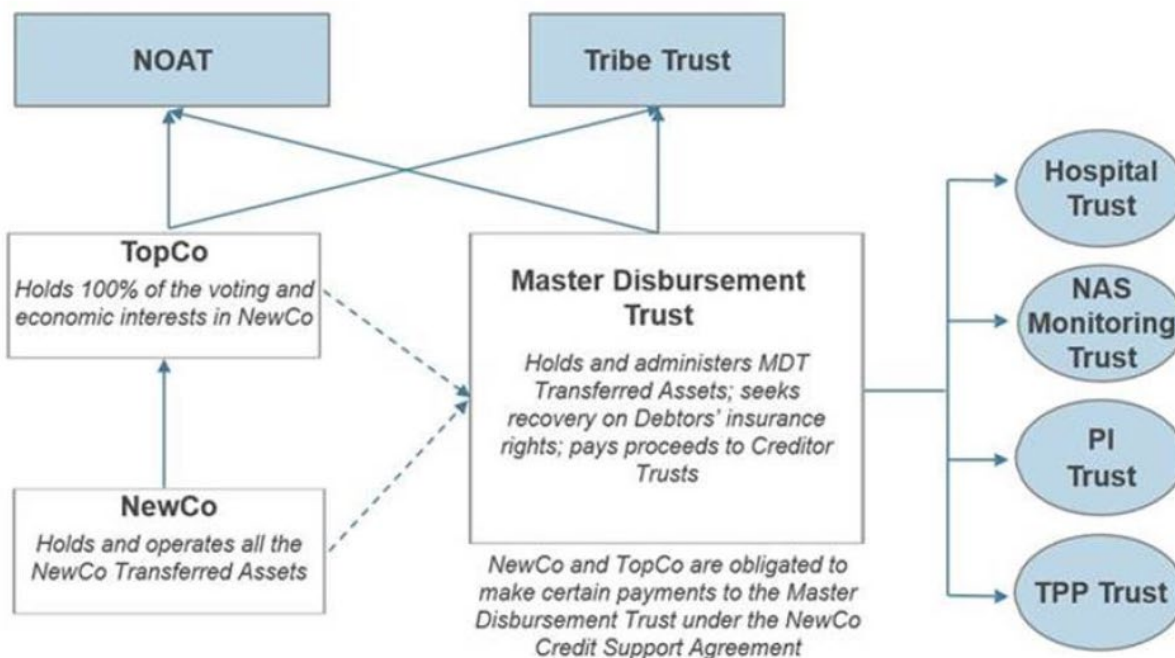 NOAT
Tribe Trust
TopCo
Holds 100% of the voting and
economic interests in NewCo
NewCo
Holds and operates all the
NewCo Transferred Assets
Master Disbursement
Trust
Holds and administers MDT
Transferred Assets; seeks
recovery on Debtors' insurance
rights; pays proceeds to Creditor
Trusts
NewCo and TopCo are obligated to
make certain payments to the Master
Disbursement Trust under the NewCo
Credit Support Agreement
Hospital
Trust
NAS
Monitoring
Trust
PI
Trust
TPP Trust